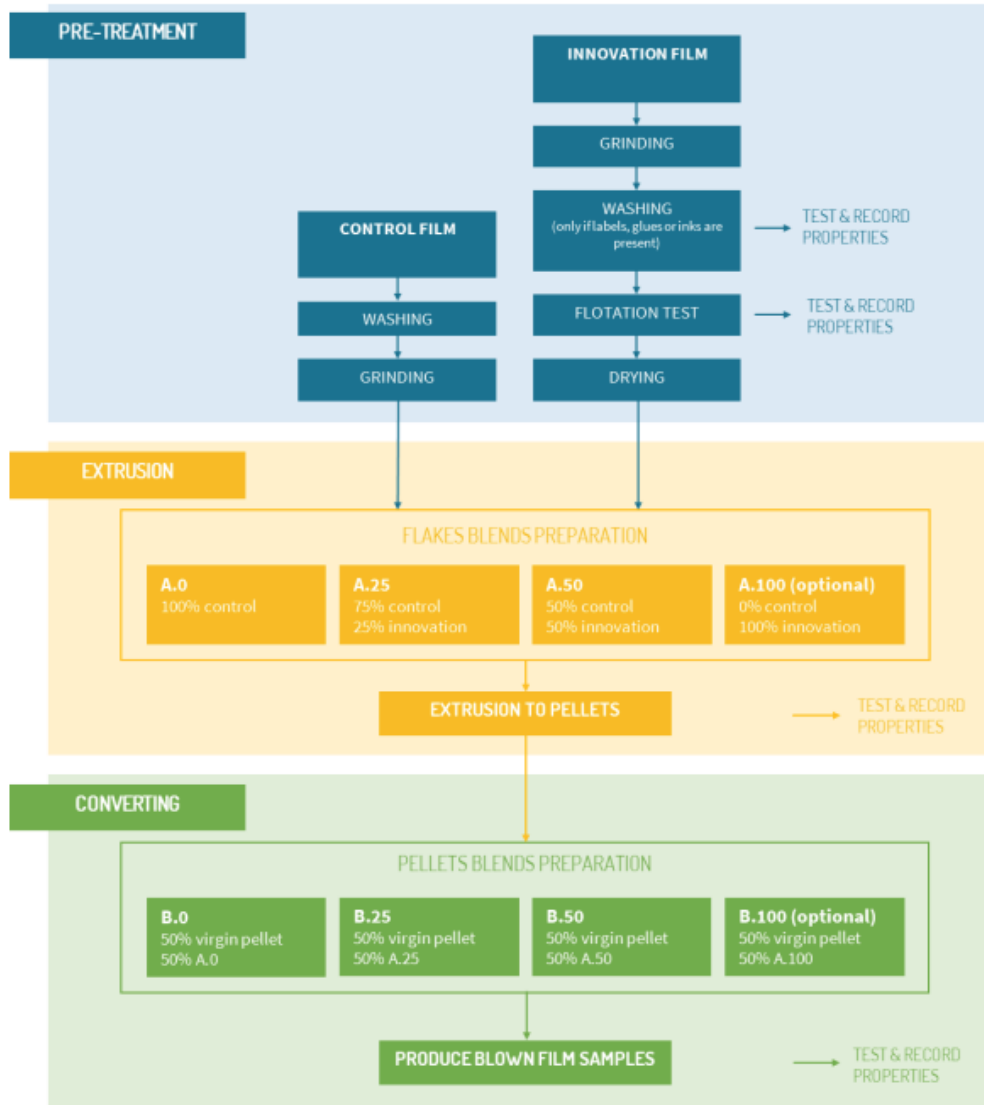 PRE-TREATMENT
INNOVATION FILM
GRINDING
WASHING
(only if labels, glues or inks are
present)
TEST & RECORD
PROPERTIES
CONTROL FILM
WASHING
GRINDING
FLOTATION TEST
TEST & RECORD
PROPERTIES
DRYING
EXTRUSION
FLAKES BLENDS PREPARATION
A.0
100% control
A.25
75% control
25% innovation
A.50
50% control
50% innovation
A.100 (optional)
0% control
100% innovation
EXTRUSION TO PELLETS
TEST & RECORD
PROPERTIES
CONVERTING
PELLETS BLENDS PREPARATION
B.0
50% virgin pellet
50% A.0
B.25
50% virgin pellet
50% A.25
B.50
50% virgin pellet
50% A.50
B.100 (optional)
50% virgin pellet
50% A.100
PRODUCE BLOWN FILM SAMPLES
TEST & RECORD
PROPERTIES